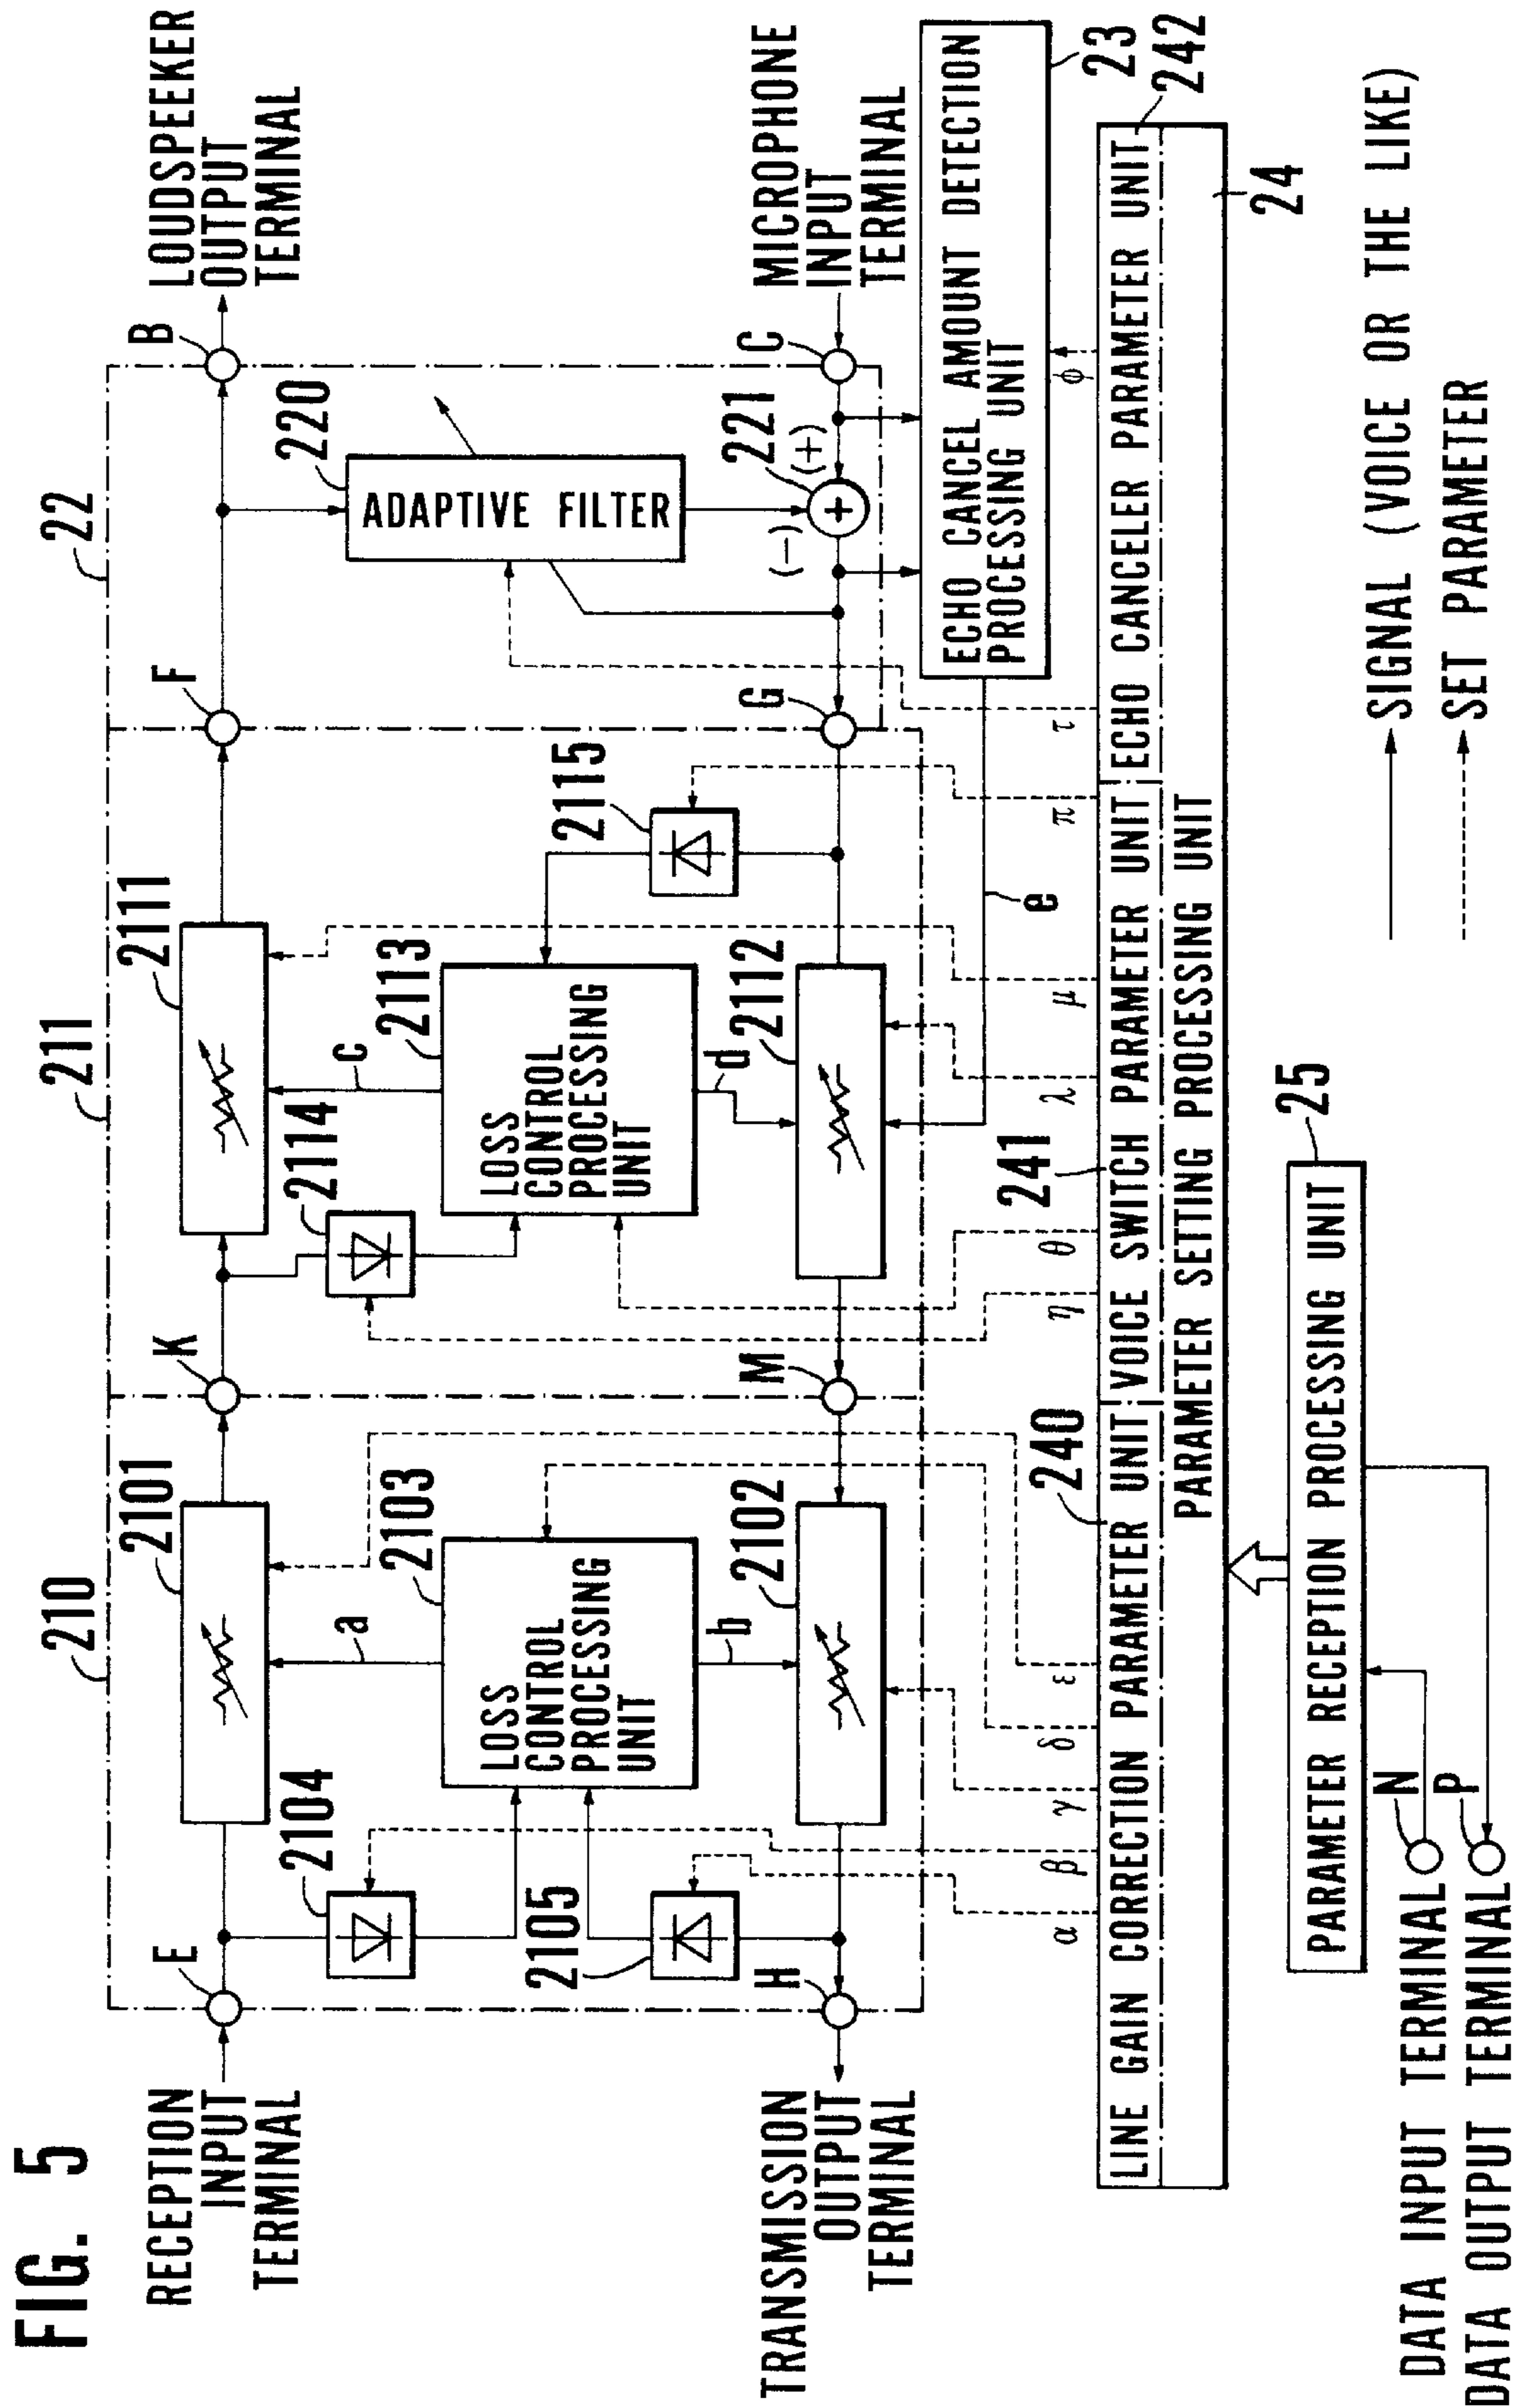 FIG. 5
RECEPTION
INPUT
TERMINAL
E
210
2101
K
211
2111
F
22
B
LOUDSPEEKER
OUTPUT
TERMINAL
2104
a
2103
LOSS
CONTROL
PROCESSING
UNIT
2114
c
2113
LOSS
CONTROL
PROCESSING
UNIT
2115
220
ADAPTIVE FILTER
2105
b
2102
d
2112
(-)
221
(+)
+
TRANSMISSION
OUTPUT
TERMINAL
H
M
G
C
MICROPHONE
INPUT
TERMINAL
e
ECHO CANCEL AMOUNT DETECTION
PROCESSING UNIT
23
α
β
γ
δ
ε
η
θ
λ
μ
π
τ
φ
240
241
242
LINE GAIN CORRECTION PARAMETER UNIT
VOICE SWITCH PARAMETER UNIT
ECHO CANCELER PARAMETER UNIT
PARAMETER SETTING PROCESSING UNIT
24
PARAMETER RECEPTION PROCESSING UNIT
25
DATA INPUT TERMINAL
N
DATA OUTPUT TERMINAL
P
SIGNAL (VOICE OR THE LIKE)
SET PARAMETER